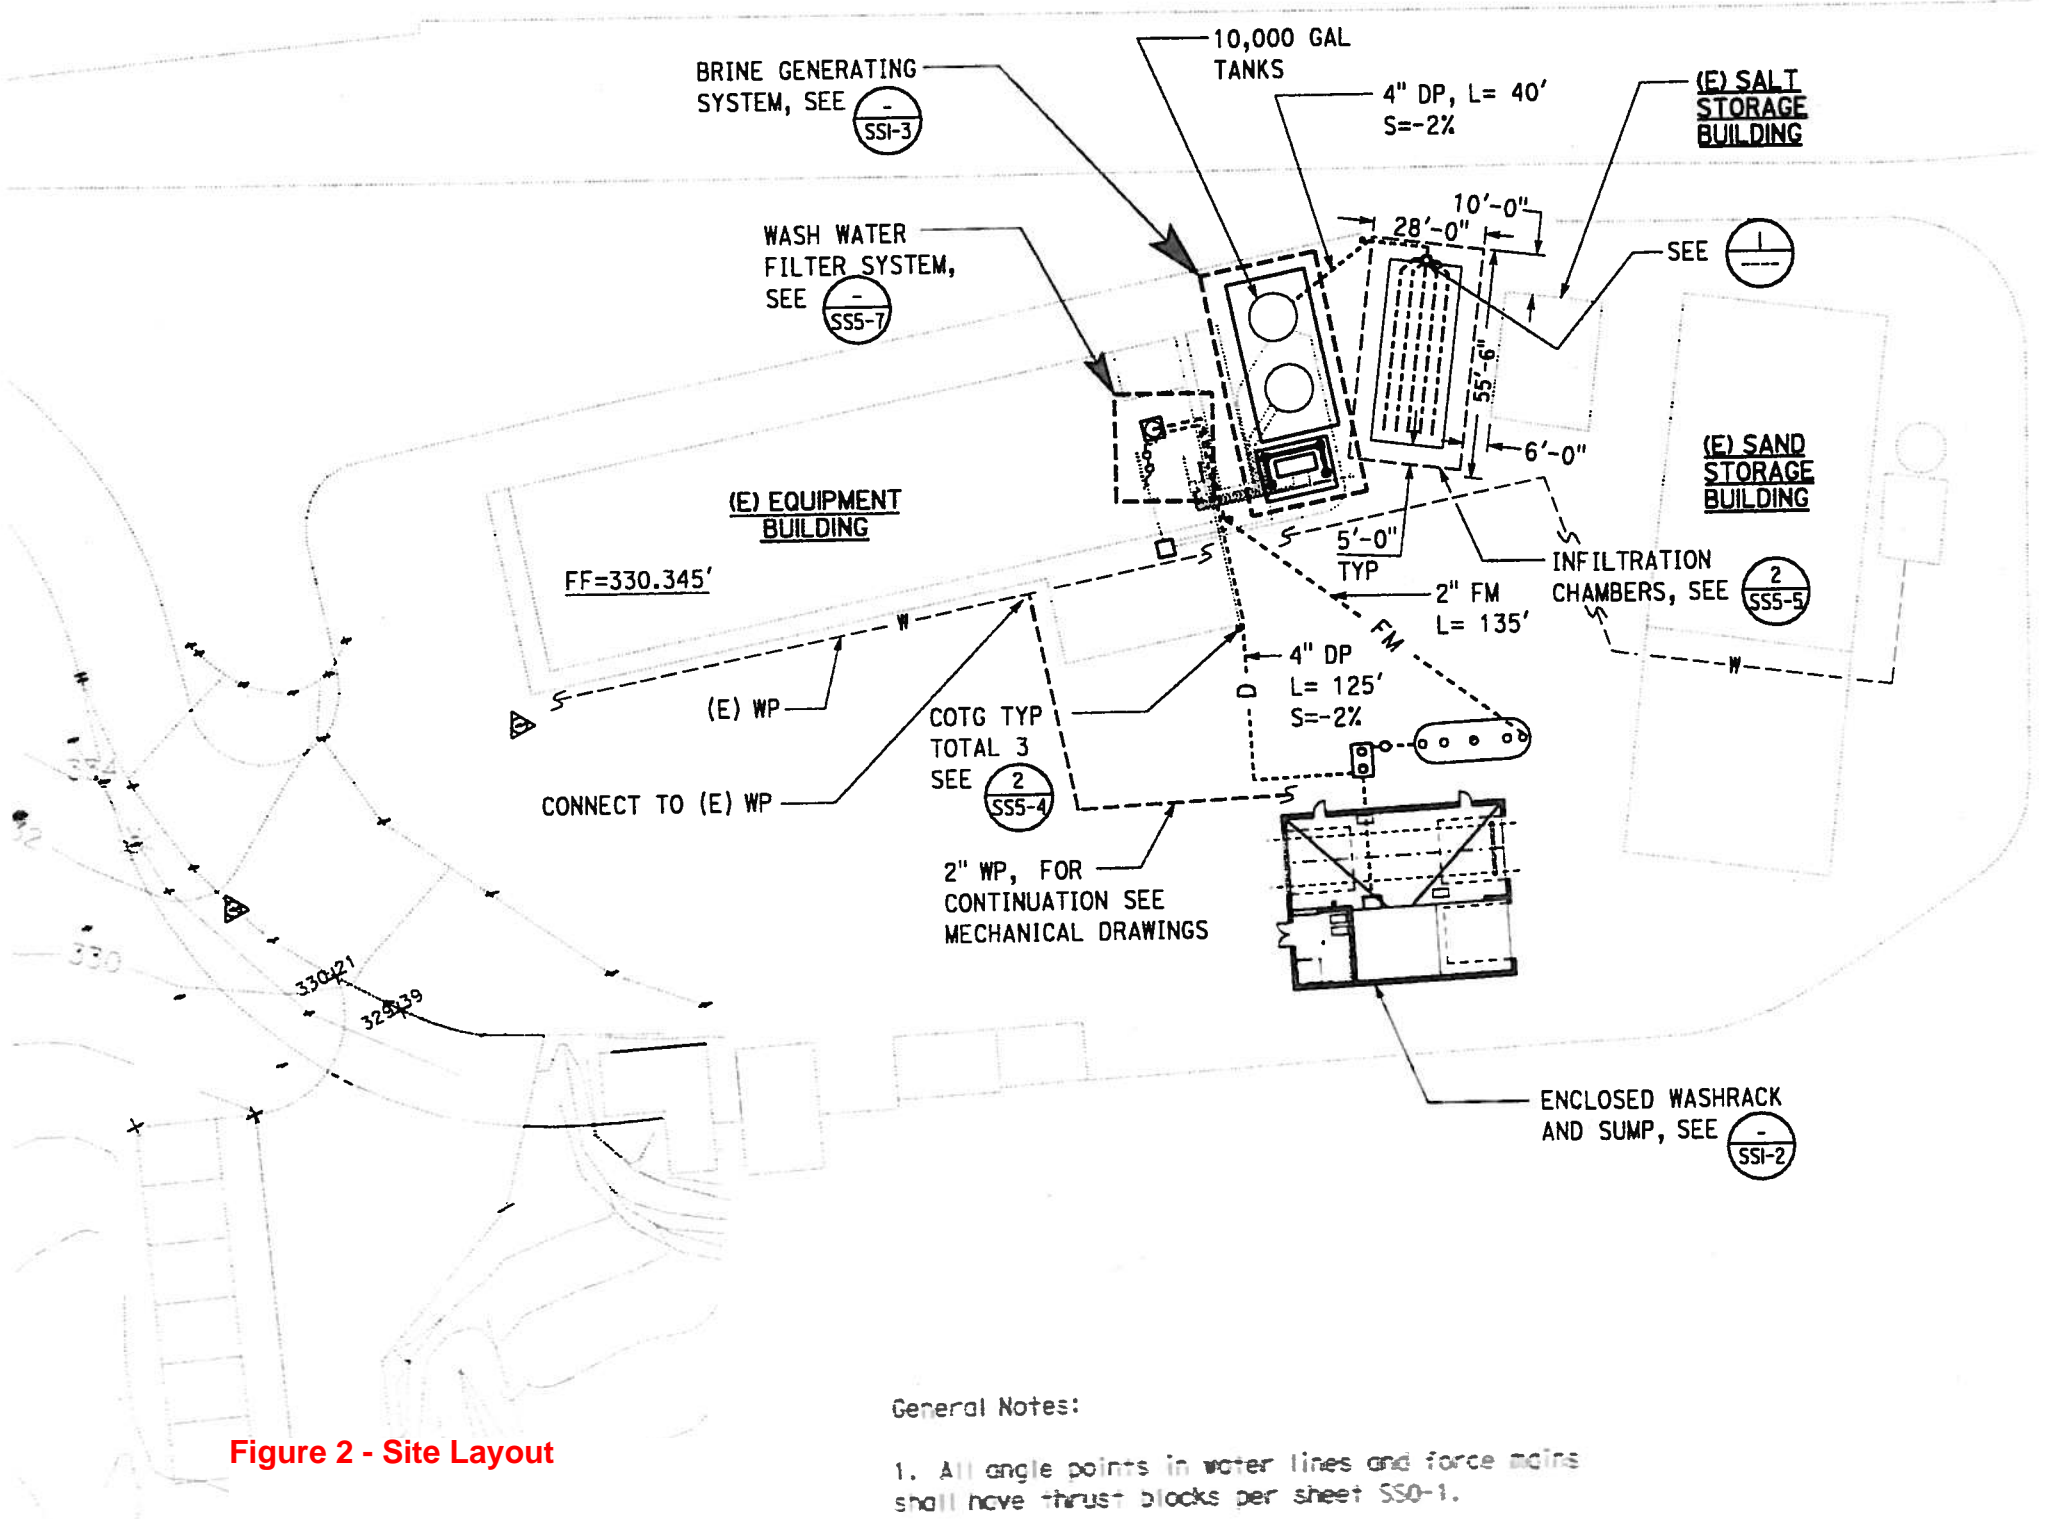 BRINE GENERATING
SYSTEM, SEE
-
SS1-3
10,000 GAL
TANKS
4" DP, L= 40'
S=-2%
(E) SALT
STORAGE
BUILDING
WASH WATER
FILTER SYSTEM,
SEE
-
SS5-7
10'-0"
28'-0"
SEE
1
55'-6"
6'-0"
(E) SAND
STORAGE
BUILDING
(E) EQUIPMENT
BUILDING
FF=330.345'
5'-0"
TYP
INFILTRATION
CHAMBERS, SEE
2
SS5-5
2" FM
L= 135'
FM
W
W
4" DP
L= 125'
S=-2%
D
(E) WP
COTG TYP
TOTAL 3
SEE
2
SS5-4
CONNECT TO (E) WP
2" WP, FOR
CONTINUATION SEE
MECHANICAL DRAWINGS
330
330.21
329.39
ENCLOSED WASHRACK
AND SUMP, SEE
-
SS1-2
General Notes:
1. All angle points in water lines and force mains
shall have thrust blocks per sheet SS0-1.
Figure 2 - Site Layout